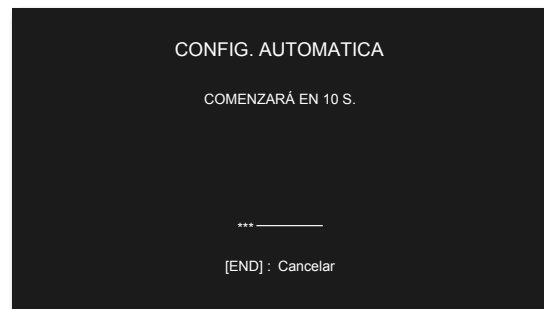 CONFIG. AUTOMATICA
COMENZARÁ EN 10 S.
***
[END] : Cancelar